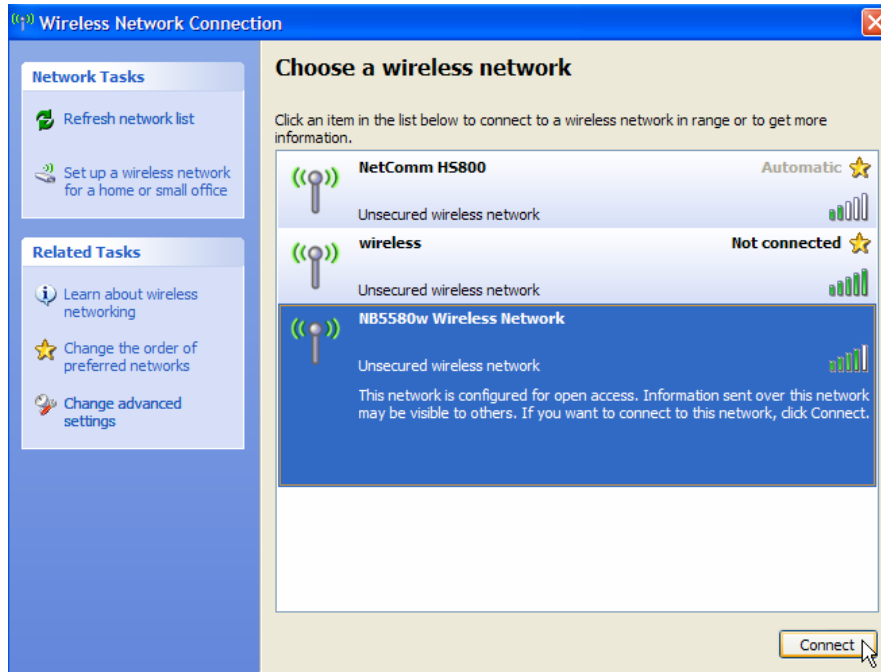 Wireless Network Connection
Network Tasks
Refresh network list
Set up a wireless network
for a home or small office
Related Tasks
Learn about wireless
networking
Change the order of
preferred networks
Change advanced
settings
Choose a wireless network
Click an item in the list below to connect to a wireless network in range or to get more
information.
NetComm HS800
Automatic
Unsecured wireless network
wireless
Not connected
Unsecured wireless network
NB5580w Wireless Network
Unsecured wireless network
This network is configured for open access. Information sent over this network
may be visible to others. If you want to connect to this network, click Connect.
Connect